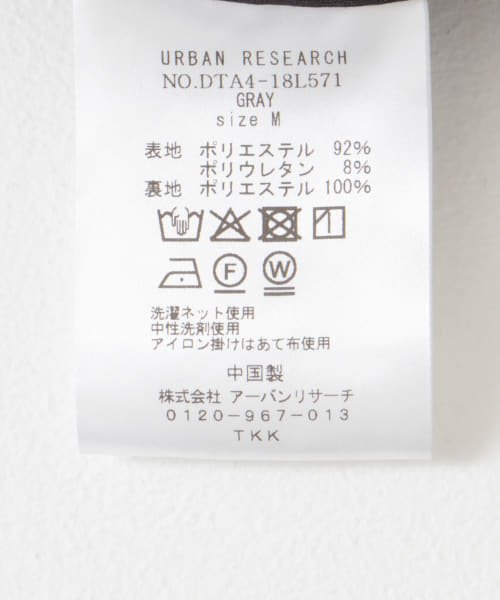 URBAN RESEARCH
NO.DTA4-18L571
GRAY
size M
表地 ポリエステル 92%
ポリウレタン 8%
裏地 ポリエステル 100%
F W
洗濯ネット使用
中性洗剤使用
アイロン掛けはあて布使用
中国製
株式会社 アーバンリサーチ
0120-967-013
TKK